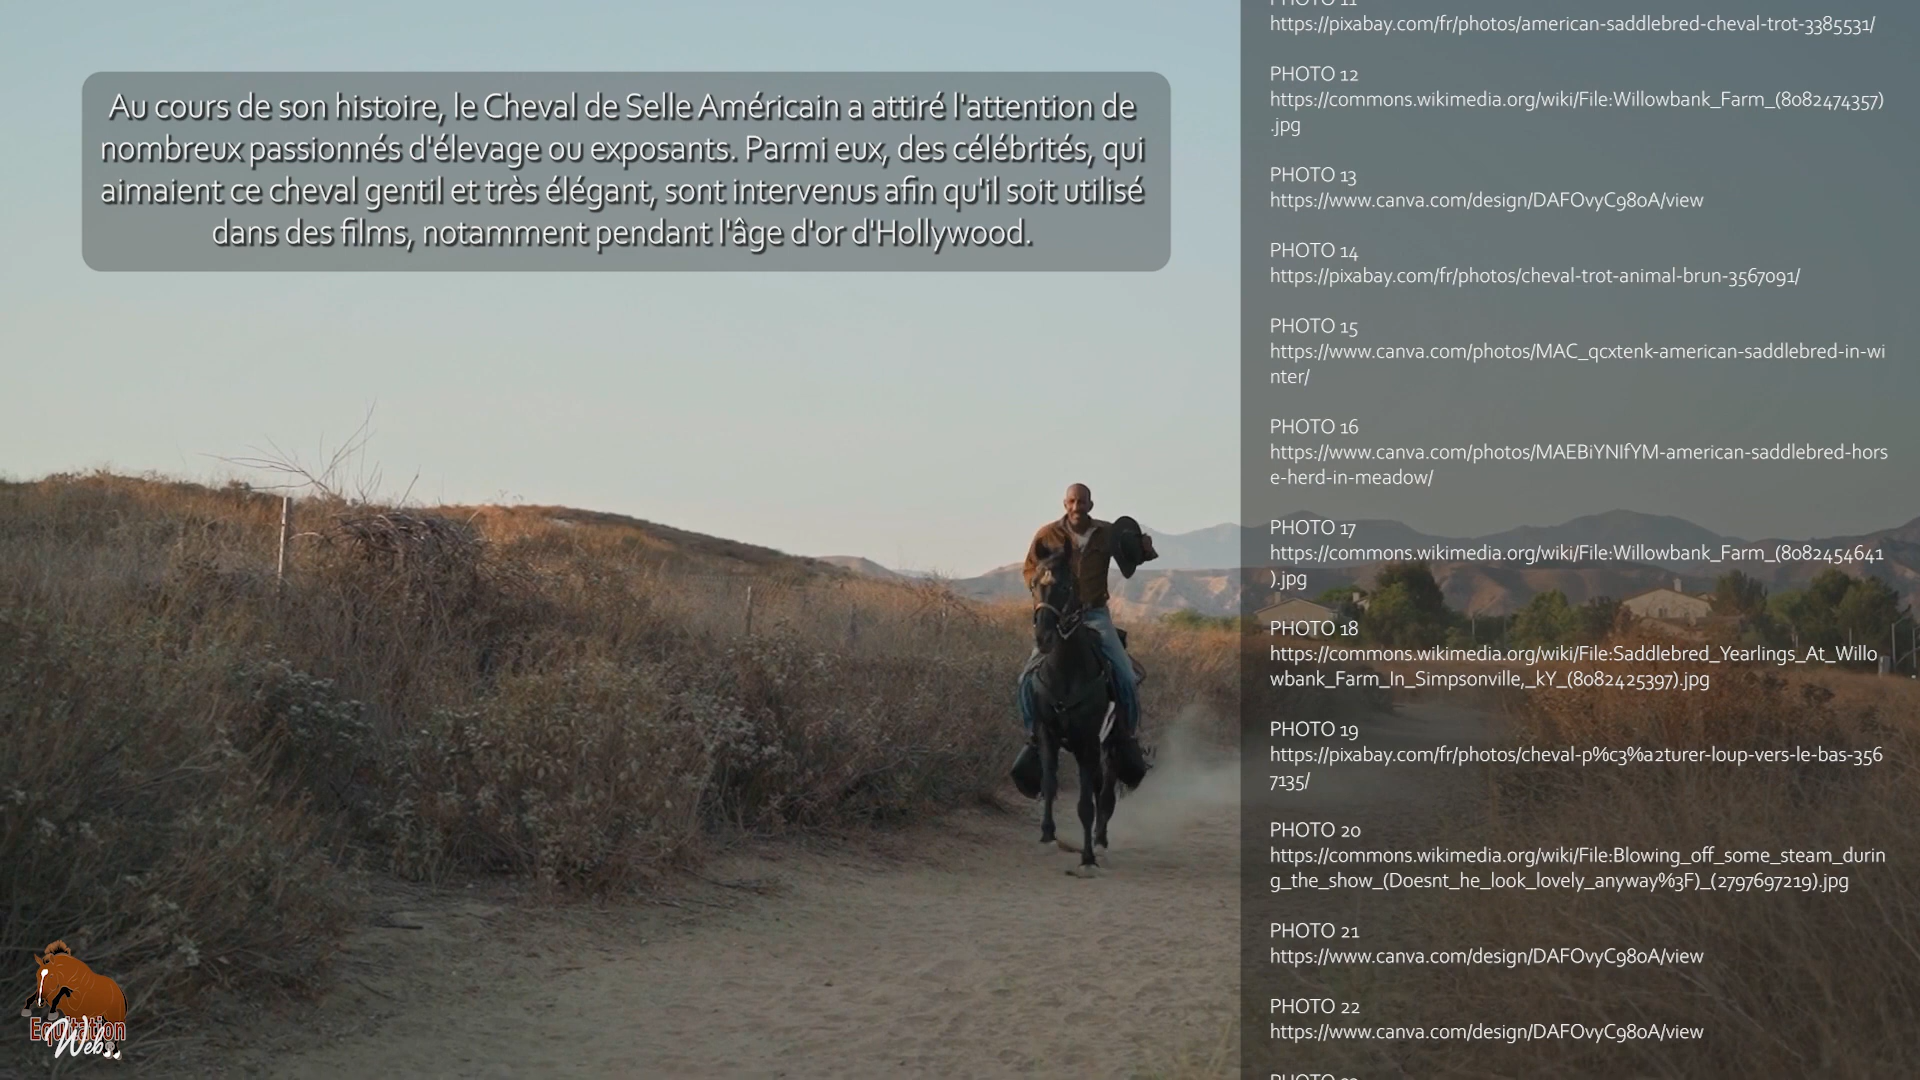 Au cours de son histoire, le Cheval de Selle Américain a attiré l'attention de
nombreux passionnés d'élevage ou exposants. Parmi eux, des célébrités, qui
aimaient ce cheval gentil et très élégant, sont intervenus afin qu'il soit utilisé
dans des films, notamment pendant l'âge d'or d'Hollywood.
https://pixabay.com/fr/photos/american-saddlebred-cheval-trot-3385531/
PHOTO 12
https://commons.wikimedia.org/wiki/File:Willowbank_Farm_(8082474357)
.jpg
PHOTO 13
https://www.canva.com/design/DAFOvyC980A/view
PHOTO 14
https://pixabay.com/fr/photos/cheval-trot-animal-brun-3567091/
PHOTO 15
https://www.canva.com/photos/MAC_qcxtenk-american-saddlebred-in-wi
nter/
PHOTO 16
https://www.canva.com/photos/MAEBiYNIfYM-american-saddlebred-hors
e-herd-in-meadow/
PHOTO 17
https://commons.wikimedia.org/wiki/File:Willowbank_Farm_(8082454641
).jpg
PHOTO 18
https://commons.wikimedia.org/wiki/File:Saddlebred_Yearlings_At_Willo
wbank_Farm_In_Simpsonville,_kY_(8082425397).jpg
PHOTO 19
https://pixabay.com/fr/photos/cheval-p%c3%a2turer-loup-vers-le-bas-356
7135/
PHOTO 20
https://commons.wikimedia.org/wiki/File:Blowing_off_some_steam_durin
g_the_show_(Doesnt_he_look_lovely_anyway%3F)_(2797697219).jpg
PHOTO 21
https://www.canva.com/design/DAFOvyC980A/view
PHOTO 22
https://www.canva.com/design/DAFOvyC980A/view
Equitation
Webs